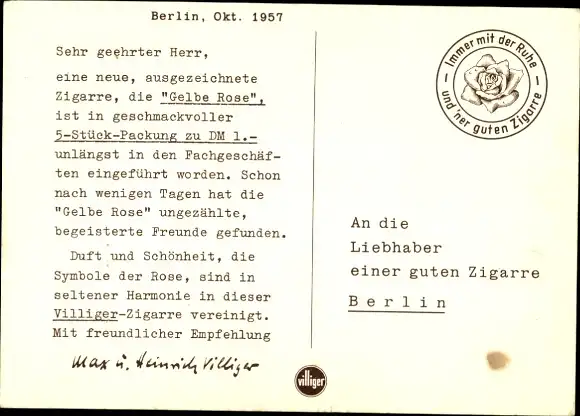 Berlin, Okt. 1957
Sehr geehrter Herr,
eine neue, ausgezeichnete
Zigarre, die "Gelbe Rose",
ist in geschmackvoller
5-Stück-Packung zu DM 1.-
unlängst in den Fachgeschäf-
ten eingeführt worden. Schon
nach wenigen Tagen hat die
"Gelbe Rose" ungezählte,
begeisterte Freunde gefunden.
Duft und Schönheit, die
Symbole der Rose, sind in
seltener Harmonie in dieser
Villiger-Zigarre vereinigt.
Mit freundlicher Empfehlung
Max u. Heinrich Villiger
villiger
Immer mit der Ruhe
und 'ner guten Zigarre
An die
Liebhaber
einer guten Zigarre
Berlin